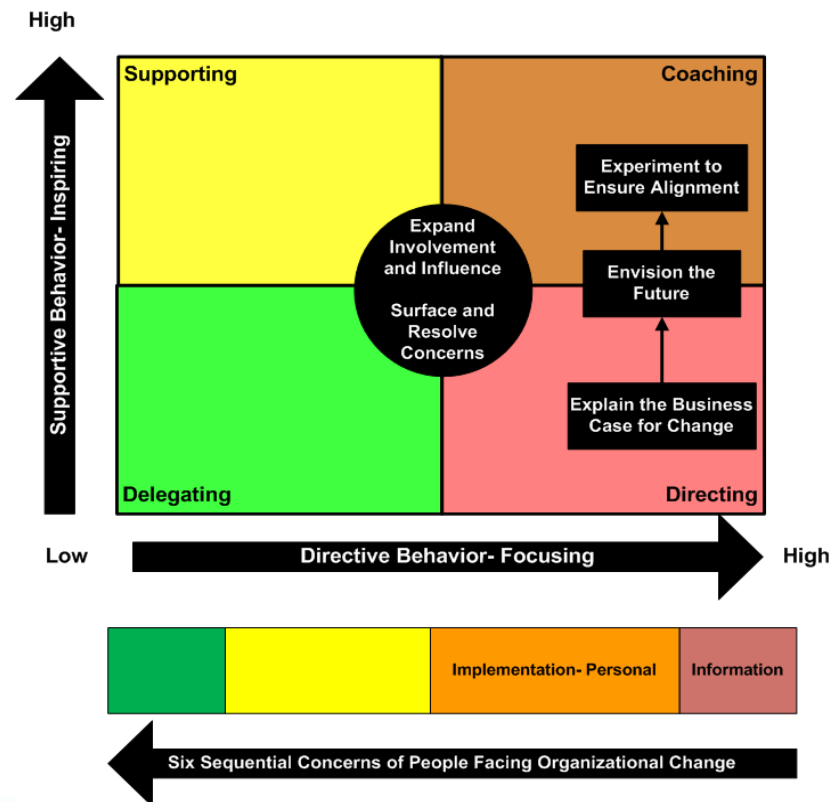 High
Supporting
Coaching
Supportive Behavior- Inspiring
Experiment to
Ensure Alignment
Expand
Involvement
and Influence
Surface and
Resolve
Concerns
Envision the
Future
Explain the Business
Case for Change
Delegating
Directing
Low
Directive Behavior- Focusing
High
Implementation- Personal
Information
Six Sequential Concerns of People Facing Organizational Change